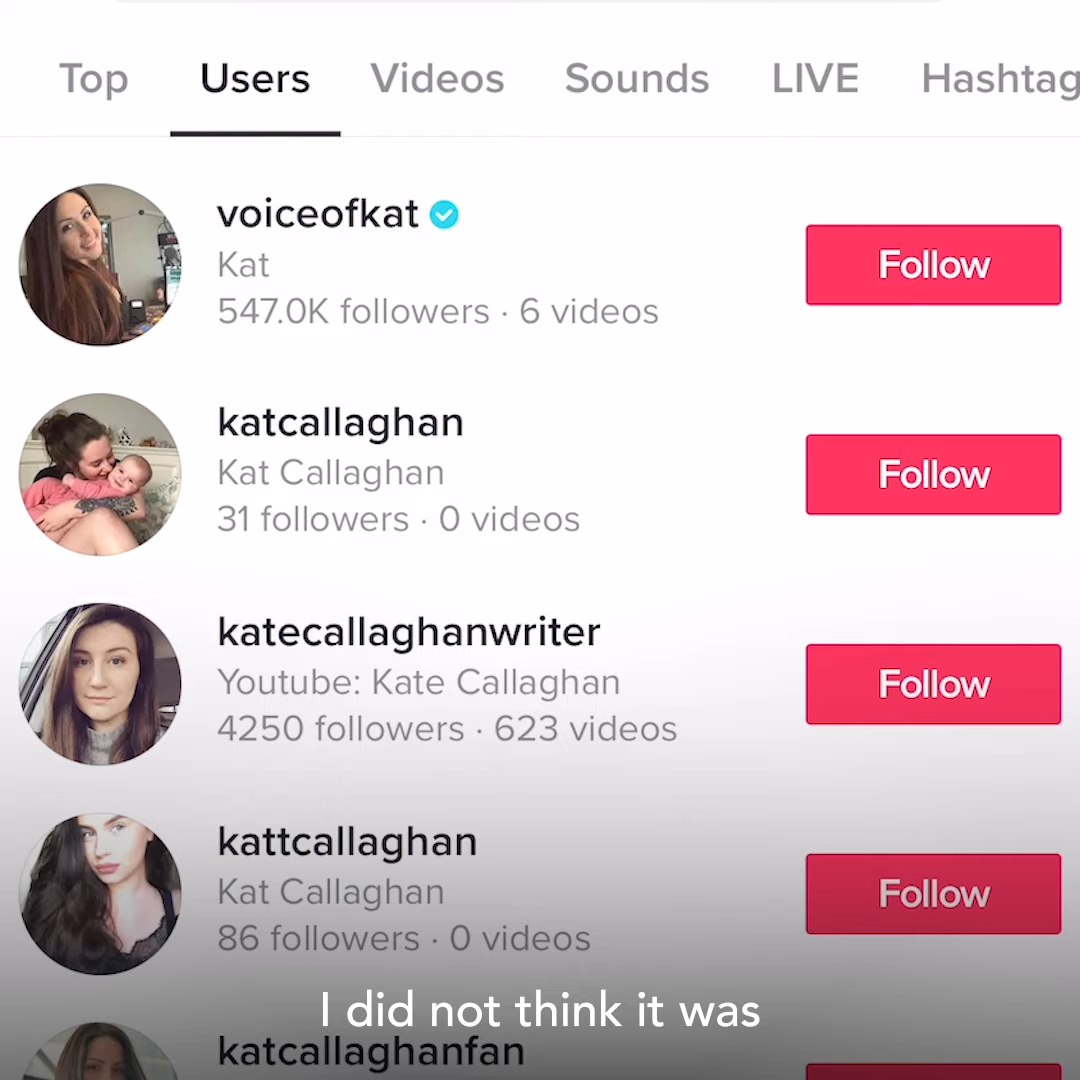 Top Users Videos Sounds LIVE Hashtag
voiceofkat
Kat
547.0K followers · 6 videos
Follow
katcallaghan
Kat Callaghan
31 followers · 0 videos
Follow
katecallaghanwriter
Youtube: Kate Callaghan
4250 followers · 623 videos
Follow
kattcallaghan
Kat Callaghan
86 followers · 0 videos
Follow
I did not think it was
katcallaghanfan